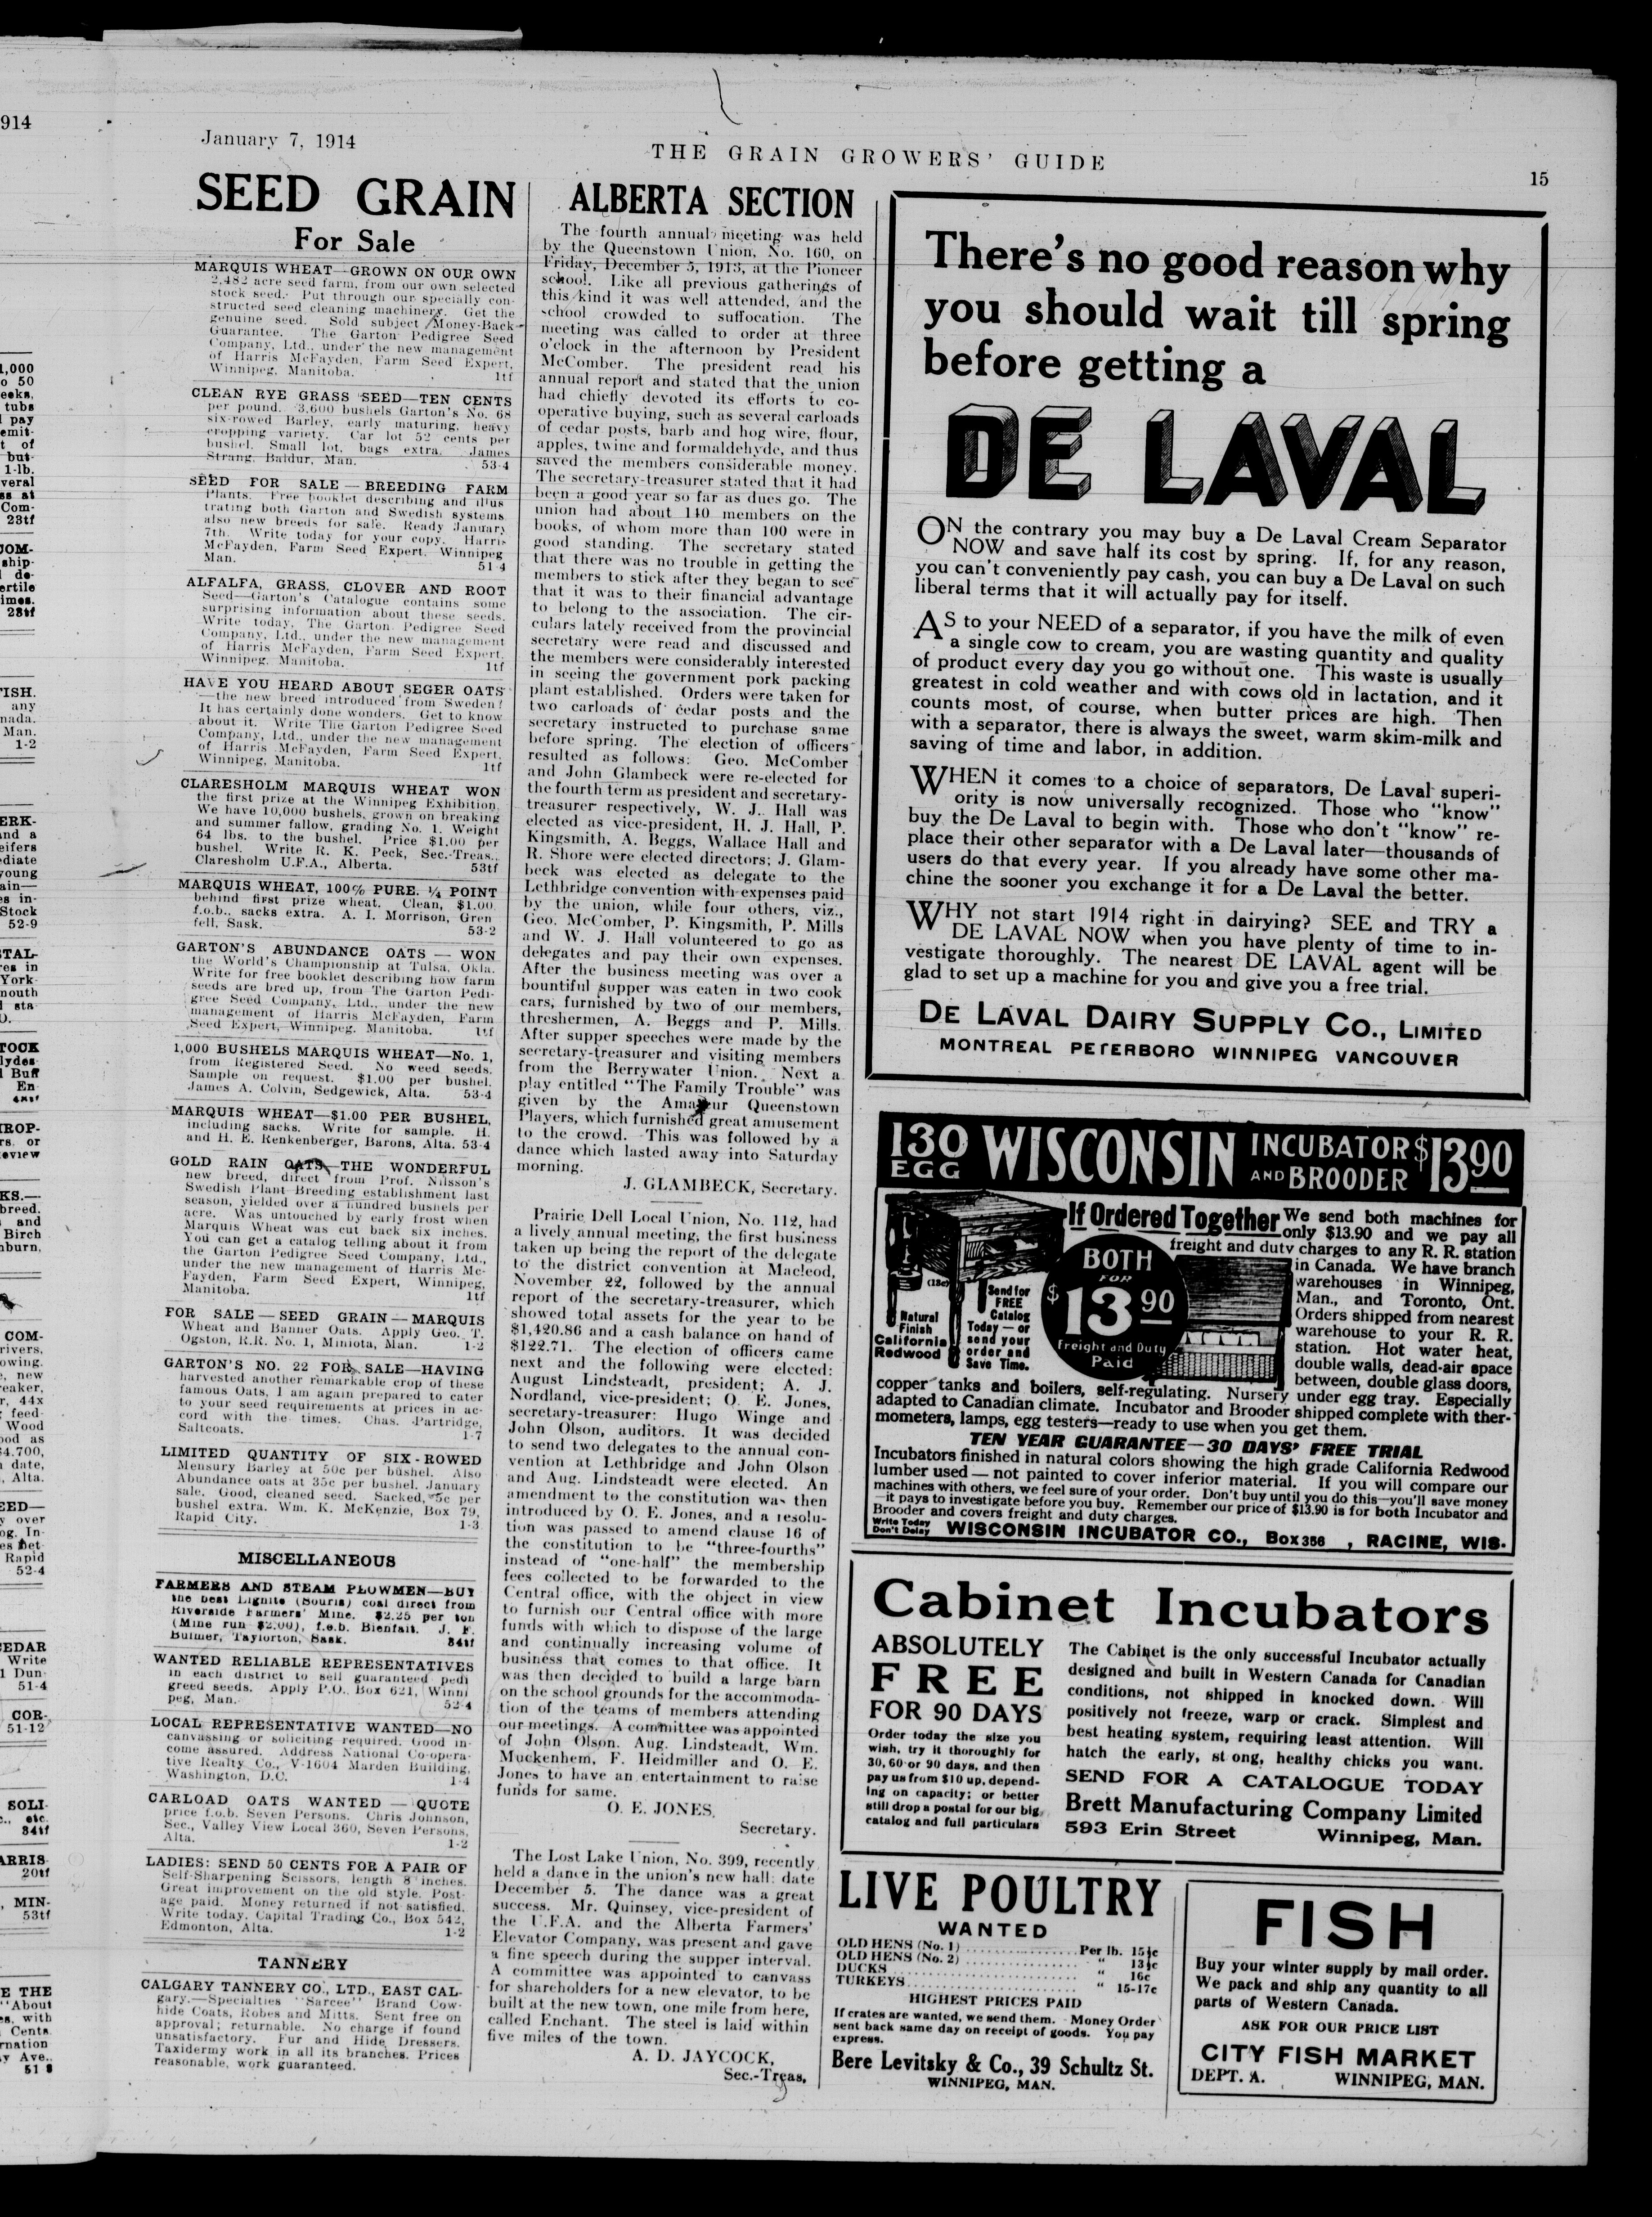 January 7, 1914
THE GRAIN GROWERS' GUIDE
15
SEED GRAIN
For Sale
MARQUIS WHEAT—GROWN ON OUR OWN
2,482 acre seed farm, from our own selected
stock seed. Put through our specially con-
structed seed cleaning machinery. Get the
genuine seed. Sold subject Money-Back
Guarantee. The Garton Pedigree Seed
Company, Ltd., under the new management
of Harris McFayden, Farm Seed Expert,
Winnipeg, Manitoba. 1tf
CLEAN RYE GRASS SEED—TEN CENTS
per pound. 3,600 bushels Garton's No. 68
six-rowed Barley, early maturing, heavy
cropping variety. Car lot 52 cents per
bushel. Small lot, bags extra. James
Strang, Baldur, Man. 53-4
SEED FOR SALE — BREEDING FARM
Plants. Free booklet describing and illus
trating both Garton and Swedish systems
also new breeds for sale. Ready January
7th. Write today for your copy. Harris
McFayden, Farm Seed Expert, Winnipeg
Man. 51-4
ALFALFA, GRASS, CLOVER AND ROOT
Seed—Garton's Catalogue contains some
surprising information about these seeds.
Write today, The Garton Pedigree Seed
Company, Ltd., under the new management
of Harris McFayden, Farm Seed Expert,
Winnipeg, Manitoba. 1tf
HAVE YOU HEARD ABOUT SEGER OATS
—the new breed introduced from Sweden?
It has certainly done wonders. Get to know
about it. Write The Garton Pedigree Seed
Company, Ltd., under the new management
of Harris McFayden, Farm Seed Expert,
Winnipeg, Manitoba. 1tf
CLARESHOLM MARQUIS WHEAT WON
the first prize at the Winnipeg Exhibition.
We have 10,000 bushels, grown on breaking
and summer fallow, grading No. 1. Weight
64 lbs. to the bushel. Price $1.00 per
bushel. Write R. K. Peck, Sec.-Treas.,
Claresholm U.F.A., Alberta. 53tf
MARQUIS WHEAT, 100% PURE. ¼ POINT
behind first prize wheat. Clean, $1.00
f.o.b., sacks extra. A. I. Morrison, Gren
fell, Sask. 53-2
GARTON'S ABUNDANCE OATS — WON
the World's Championship at Tulsa, Okla.
Write for free booklet describing how farm
seeds are bred up, from The Garton Pedi-
gree Seed Company, Ltd., under the new
management of Harris McFayden, Farm
Seed Expert, Winnipeg, Manitoba. 1tf
1,000 BUSHELS MARQUIS WHEAT—No. 1,
from Registered Seed. No weed seeds.
Sample on request. $1.00 per bushel.
James A. Colvin, Sedgewick, Alta. 53-4
MARQUIS WHEAT—$1.00 PER BUSHEL,
including sacks. Write for sample. H.
and H. E. Renkenberger, Barons, Alta. 53-4
GOLD RAIN OATS—THE WONDERFUL
new breed, direct from Prof. Nilsson's
Swedish Plant Breeding establishment last
season, yielded over a hundred bushels per
acre. Was untouched by early frost when
Marquis Wheat was cut back six inches.
You can get a catalog telling about it from
the Garton Pedigree Seed Company, Ltd.,
under the new management of Harris Mc-
Fayden, Farm Seed Expert, Winnipeg,
Manitoba. 1tf
FOR SALE — SEED GRAIN — MARQUIS
Wheat and Banner Oats. Apply Geo. T.
Ogston, R.R. No. 1, Miniota, Man. 1-2
GARTON'S NO. 22 FOR SALE—HAVING
harvested another remarkable crop of these
famous Oats, I am again prepared to cater
to your seed requirements at prices in ac-
cord with the times. Chas. Partridge,
Saltcoats. 1-7
LIMITED QUANTITY OF SIX-ROWED
Mensury Barley at 50c per bushel. Also
Abundance oats at 35c per bushel. January
sale. Good, cleaned seed. Sacked, 5c per
bushel extra. Wm. K. McKenzie, Box 79,
Rapid City. 1-3
MISCELLANEOUS
FARMERS AND STEAM PLOWMEN—BUY
the best Lignite (Souris) coal direct from
Riverside Farmers' Mine. $2.25 per ton
(Mine run $2.00), f.o.b. Bienfait. J. F.
Bulmer, Taylorton, Sask. 34tf
WANTED RELIABLE REPRESENTATIVES
in each district to sell guaranteed pedi
greed seeds. Apply P.O. Box 621, Winni
peg, Man. 52-4
LOCAL REPRESENTATIVE WANTED—NO
canvassing or soliciting required. Good in-
come assured. Address National Co-opera-
tive Realty Co., V-1604 Marden Building,
Washington, D.C. 1-4
CARLOAD OATS WANTED — QUOTE
price f.o.b. Seven Persons. Chris Johnson,
Sec., Valley View Local 360, Seven Persons,
Alta. 1-2
LADIES: SEND 50 CENTS FOR A PAIR OF
Self-Sharpening Scissors, length 8 inches.
Great improvement on the old style. Post-
age paid. Money returned if not satisfied.
Write today, Capital Trading Co., Box 542,
Edmonton, Alta. 1-2
TANNERY
CALGARY TANNERY CO., LTD., EAST CAL-
gary.—Specialties "Sarcee" Brand Cow-
hide Coats, Robes and Mitts. Sent free on
approval; returnable. No charge if found
unsatisfactory. Fur and Hide Dressers.
Taxidermy work in all its branches. Prices
reasonable, work guaranteed.
ALBERTA SECTION
The fourth annual meeting was held
by the Queenstown Union, No. 160, on
Friday, December 5, 1913, at the Pioneer
school. Like all previous gatherings of
this kind it was well attended, and the
school crowded to suffocation. The
meeting was called to order at three
o'clock in the afternoon by President
McComber. The president read his
annual report and stated that the union
had chiefly devoted its efforts to co-
operative buying, such as several carloads
of cedar posts, barb and hog wire, flour,
apples, twine and formaldehyde, and thus
saved the members considerable money.
The secretary-treasurer stated that it had
been a good year so far as dues go. The
union had about 140 members on the
books, of whom more than 100 were in
good standing. The secretary stated
that there was no trouble in getting the
members to stick after they began to see
that it was to their financial advantage
to belong to the association. The cir-
culars lately received from the provincial
secretary were read and discussed and
the members were considerably interested
in seeing the government pork packing
plant established. Orders were taken for
two carloads of cedar posts and the
secretary instructed to purchase same
before spring. The election of officers
resulted as follows: Geo. McComber
and John Glambeck were re-elected for
the fourth term as president and secretary-
treasurer respectively, W. J. Hall was
elected as vice-president, H. J. Hall, P.
Kingsmith, A. Beggs, Wallace Hall and
R. Shore were elected directors; J. Glam-
beck was elected as delegate to the
Lethbridge convention with expenses paid
by the union, while four others, viz.,
Geo. McComber, P. Kingsmith, P. Mills
and W. J. Hall volunteered to go as
delegates and pay their own expenses.
After the business meeting was over a
bountiful supper was eaten in two cook
cars, furnished by two of our members,
threshermen, A. Beggs and P. Mills.
After supper speeches were made by the
secretary-treasurer and visiting members
from the Berrywater Union. Next a
play entitled "The Family Trouble" was
given by the Amateur Queenstown
Players, which furnished great amusement
to the crowd. This was followed by a
dance which lasted away into Saturday
morning.
J. GLAMBECK, Secretary.
Prairie Dell Local Union, No. 112, had
a lively annual meeting, the first business
taken up being the report of the delegate
to the district convention at Macleod,
November 22, followed by the annual
report of the secretary-treasurer, which
showed total assets for the year to be
$1,420.86 and a cash balance on hand of
$122.71. The election of officers came
next and the following were elected:
August Lindsteadt, president; A. J.
Nordland, vice-president; O. E. Jones,
secretary-treasurer: Hugo Winge and
John Olson, auditors. It was decided
to send two delegates to the annual con-
vention at Lethbridge and John Olson
and Aug. Lindsteadt were elected. An
amendment to the constitution was then
introduced by O. E. Jones, and a resolu-
tion was passed to amend clause 16 of
the constitution to be "three-fourths"
instead of "one-half" the membership
fees collected to be forwarded to the
Central office, with the object in view
to furnish our Central office with more
funds with which to dispose of the large
and continually increasing volume of
business that comes to that office. It
was then decided to build a large barn
on the school grounds for the accommoda-
tion of the teams of members attending
our meetings. A committee was appointed
of John Olson. Aug. Lindsteadt, Wm.
Muckenhem, F. Heidmiller and O. E.
Jones to have an entertainment to raise
funds for same.
O. E. JONES,
Secretary.
The Lost Lake Union, No. 399, recently
held a dance in the union's new hall: date
December 5. The dance was a great
success. Mr. Quinsey, vice-president of
the U.F.A. and the Alberta Farmers'
Elevator Company, was present and gave
a fine speech during the supper interval.
A committee was appointed to canvass
for shareholders for a new elevator, to be
built at the new town, one mile from here,
called Enchant. The steel is laid within
five miles of the town.
A. D. JAYCOCK,
Sec.-Treas.
There's no good reason why
you should wait till spring
before getting a
DE LAVAL
ON the contrary you may buy a De Laval Cream Separator
NOW and save half its cost by spring. If, for any reason,
you can't conveniently pay cash, you can buy a De Laval on such
liberal terms that it will actually pay for itself.
AS to your NEED of a separator, if you have the milk of even
a single cow to cream, you are wasting quantity and quality
of product every day you go without one. This waste is usually
greatest in cold weather and with cows old in lactation, and it
counts most, of course, when butter prices are high. Then
with a separator, there is always the sweet, warm skim-milk and
saving of time and labor, in addition.
WHEN it comes to a choice of separators, De Laval superi-
ority is now universally recognized. Those who "know"
buy the De Laval to begin with. Those who don't "know" re-
place their other separator with a De Laval later—thousands of
users do that every year. If you already have some other ma-
chine the sooner you exchange it for a De Laval the better.
WHY not start 1914 right in dairying? SEE and TRY a
DE LAVAL NOW when you have plenty of time to in-
vestigate thoroughly. The nearest DE LAVAL agent will be
glad to set up a machine for you and give you a free trial.
DE LAVAL DAIRY SUPPLY CO., LIMITED
MONTREAL PETERBORO WINNIPEG VANCOUVER
130 EGG WISCONSIN INCUBATOR AND BROODER $13.90
If Ordered Together We send both machines for
only $13.90 and we pay all
freight and duty charges to any R. R. station
in Canada. We have branch
warehouses in Winnipeg,
Man., and Toronto, Ont.
Orders shipped from nearest
warehouse to your R. R.
station. Hot water heat,
double walls, dead-air space
between, double glass doors,
BOTH
FOR
$13.90
Freight and Duty
Paid
Natural
Finish
California
Redwood
Send for
FREE
Catalog
Today — or
send your
order and
Save Time.
copper tanks and boilers, self-regulating. Nursery under egg tray. Especially
adapted to Canadian climate. Incubator and Brooder shipped complete with ther-
mometers, lamps, egg testers—ready to use when you get them.
TEN YEAR GUARANTEE—30 DAYS' FREE TRIAL
Incubators finished in natural colors showing the high grade California Redwood
lumber used — not painted to cover inferior material. If you will compare our
machines with others, we feel sure of your order. Don't buy until you do this—you'll save money
—it pays to investigate before you buy. Remember our price of $13.90 is for both Incubator and
Brooder and covers freight and duty charges.
Write Today
Don't Delay
WISCONSIN INCUBATOR CO., Box 356 , RACINE, WIS.
Cabinet Incubators
ABSOLUTELY
FREE
FOR 90 DAYS
Order today the size you
wish, try it thoroughly for
30, 60 or 90 days, and then
pay us from $10 up, depend-
ing on capacity; or better
still drop a postal for our big
catalog and full particulars
The Cabinet is the only successful Incubator actually
designed and built in Western Canada for Canadian
conditions, not shipped in knocked down. Will
positively not freeze, warp or crack. Simplest and
best heating system, requiring least attention. Will
hatch the early, st ong, healthy chicks you want.
SEND FOR A CATALOGUE TODAY
Brett Manufacturing Company Limited
593 Erin Street Winnipeg, Man.
LIVE POULTRY
WANTED
OLD HENS (No. 1) Per lb. 15½c
OLD HENS (No. 2) " 13½c
DUCKS " 16c
TURKEYS " 15-17c
HIGHEST PRICES PAID
If crates are wanted, we send them. Money Order
sent back same day on receipt of goods. You pay
express.
Bere Levitsky & Co., 39 Schultz St.
WINNIPEG, MAN.
FISH
Buy your winter supply by mail order.
We pack and ship any quantity to all
parts of Western Canada.
ASK FOR OUR PRICE LIST
CITY FISH MARKET
DEPT. A. WINNIPEG, MAN.